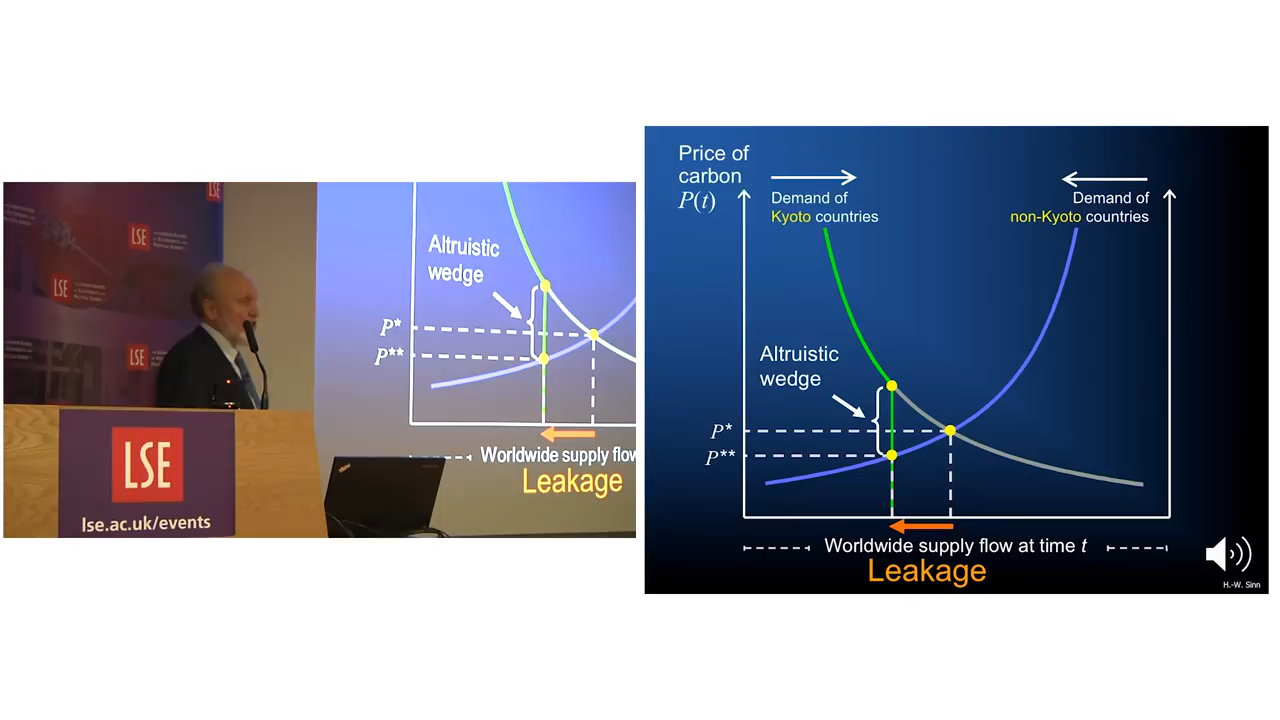 LSE
LSE
LSE
LSE
LSE
lse.ac.uk/events
Altruistic
wedge
P*
P**
Worldwide supply flow
Leakage
Price of
carbon
P(t)
Demand of
Kyoto countries
Demand of
non-Kyoto countries
Altruistic
wedge
P*
P**
Worldwide supply flow at time t
Leakage
H.-W. Sinn